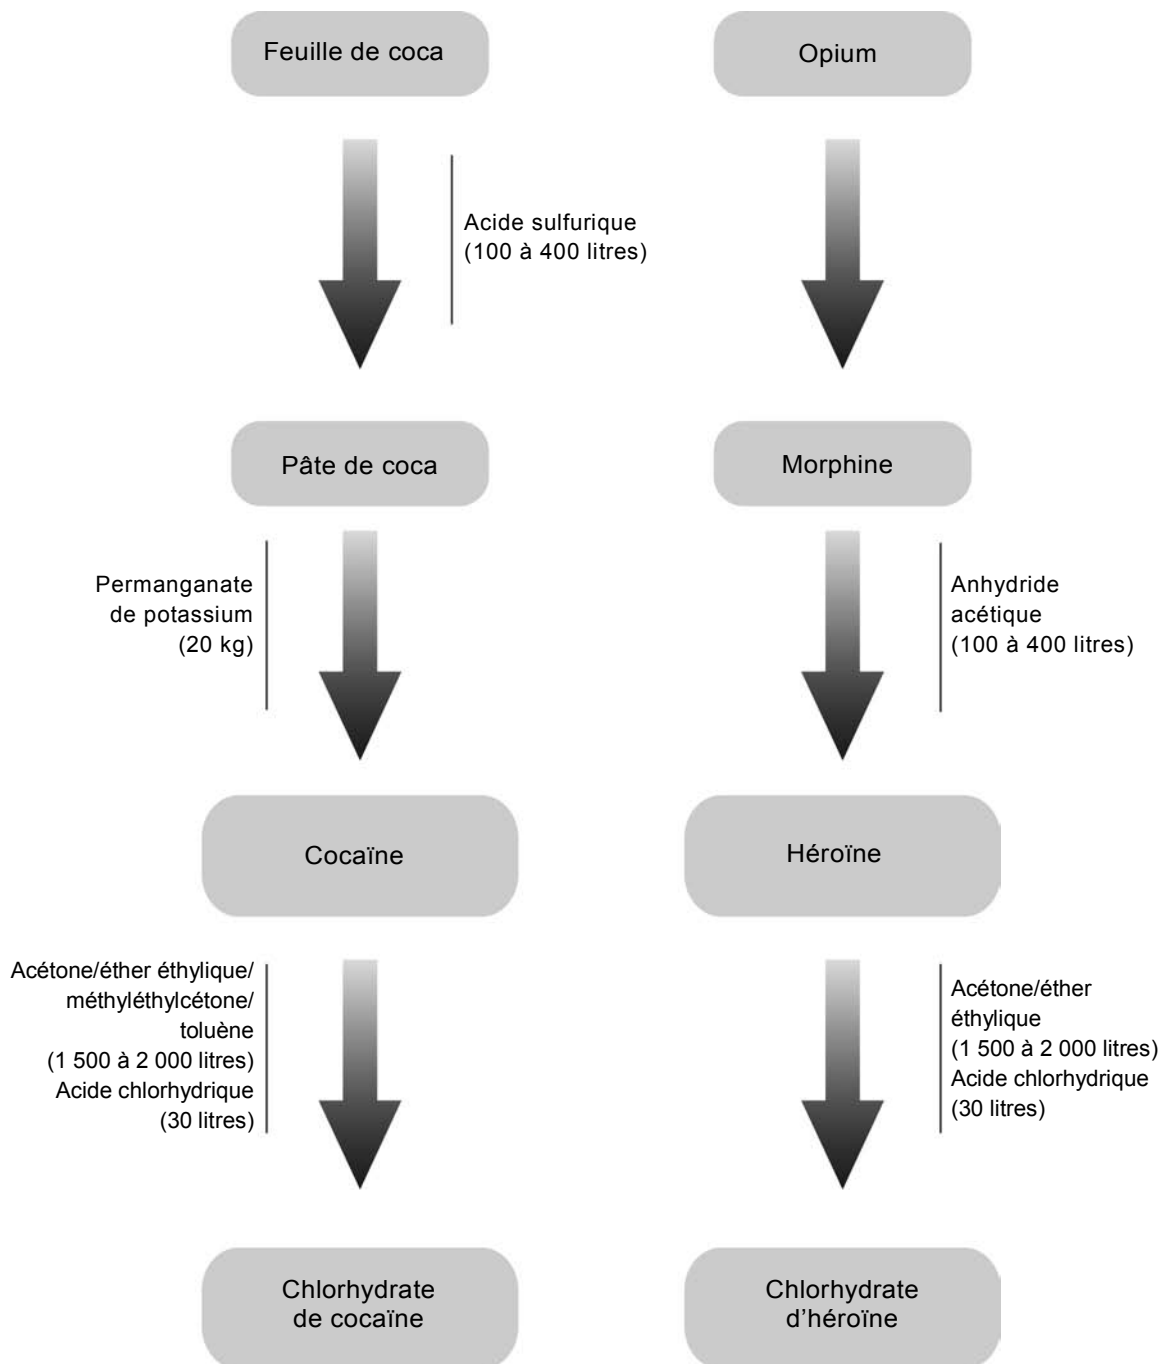 Feuille de coca
Opium
Acide sulfurique
(100 à 400 litres)
Pâte de coca
Morphine
Permanganate
de potassium
(20 kg)
Anhydride
acétique
(100 à 400 litres)
Cocaïne
Héroïne
Acétone/éther éthylique/
méthyléthylcétone/
toluène
(1 500 à 2 000 litres)
Acide chlorhydrique
(30 litres)
Acétone/éther
éthylique
(1 500 à 2 000 litres)
Acide chlorhydrique
(30 litres)
Chlorhydrate
de cocaïne
Chlorhydrate
d’héroïne